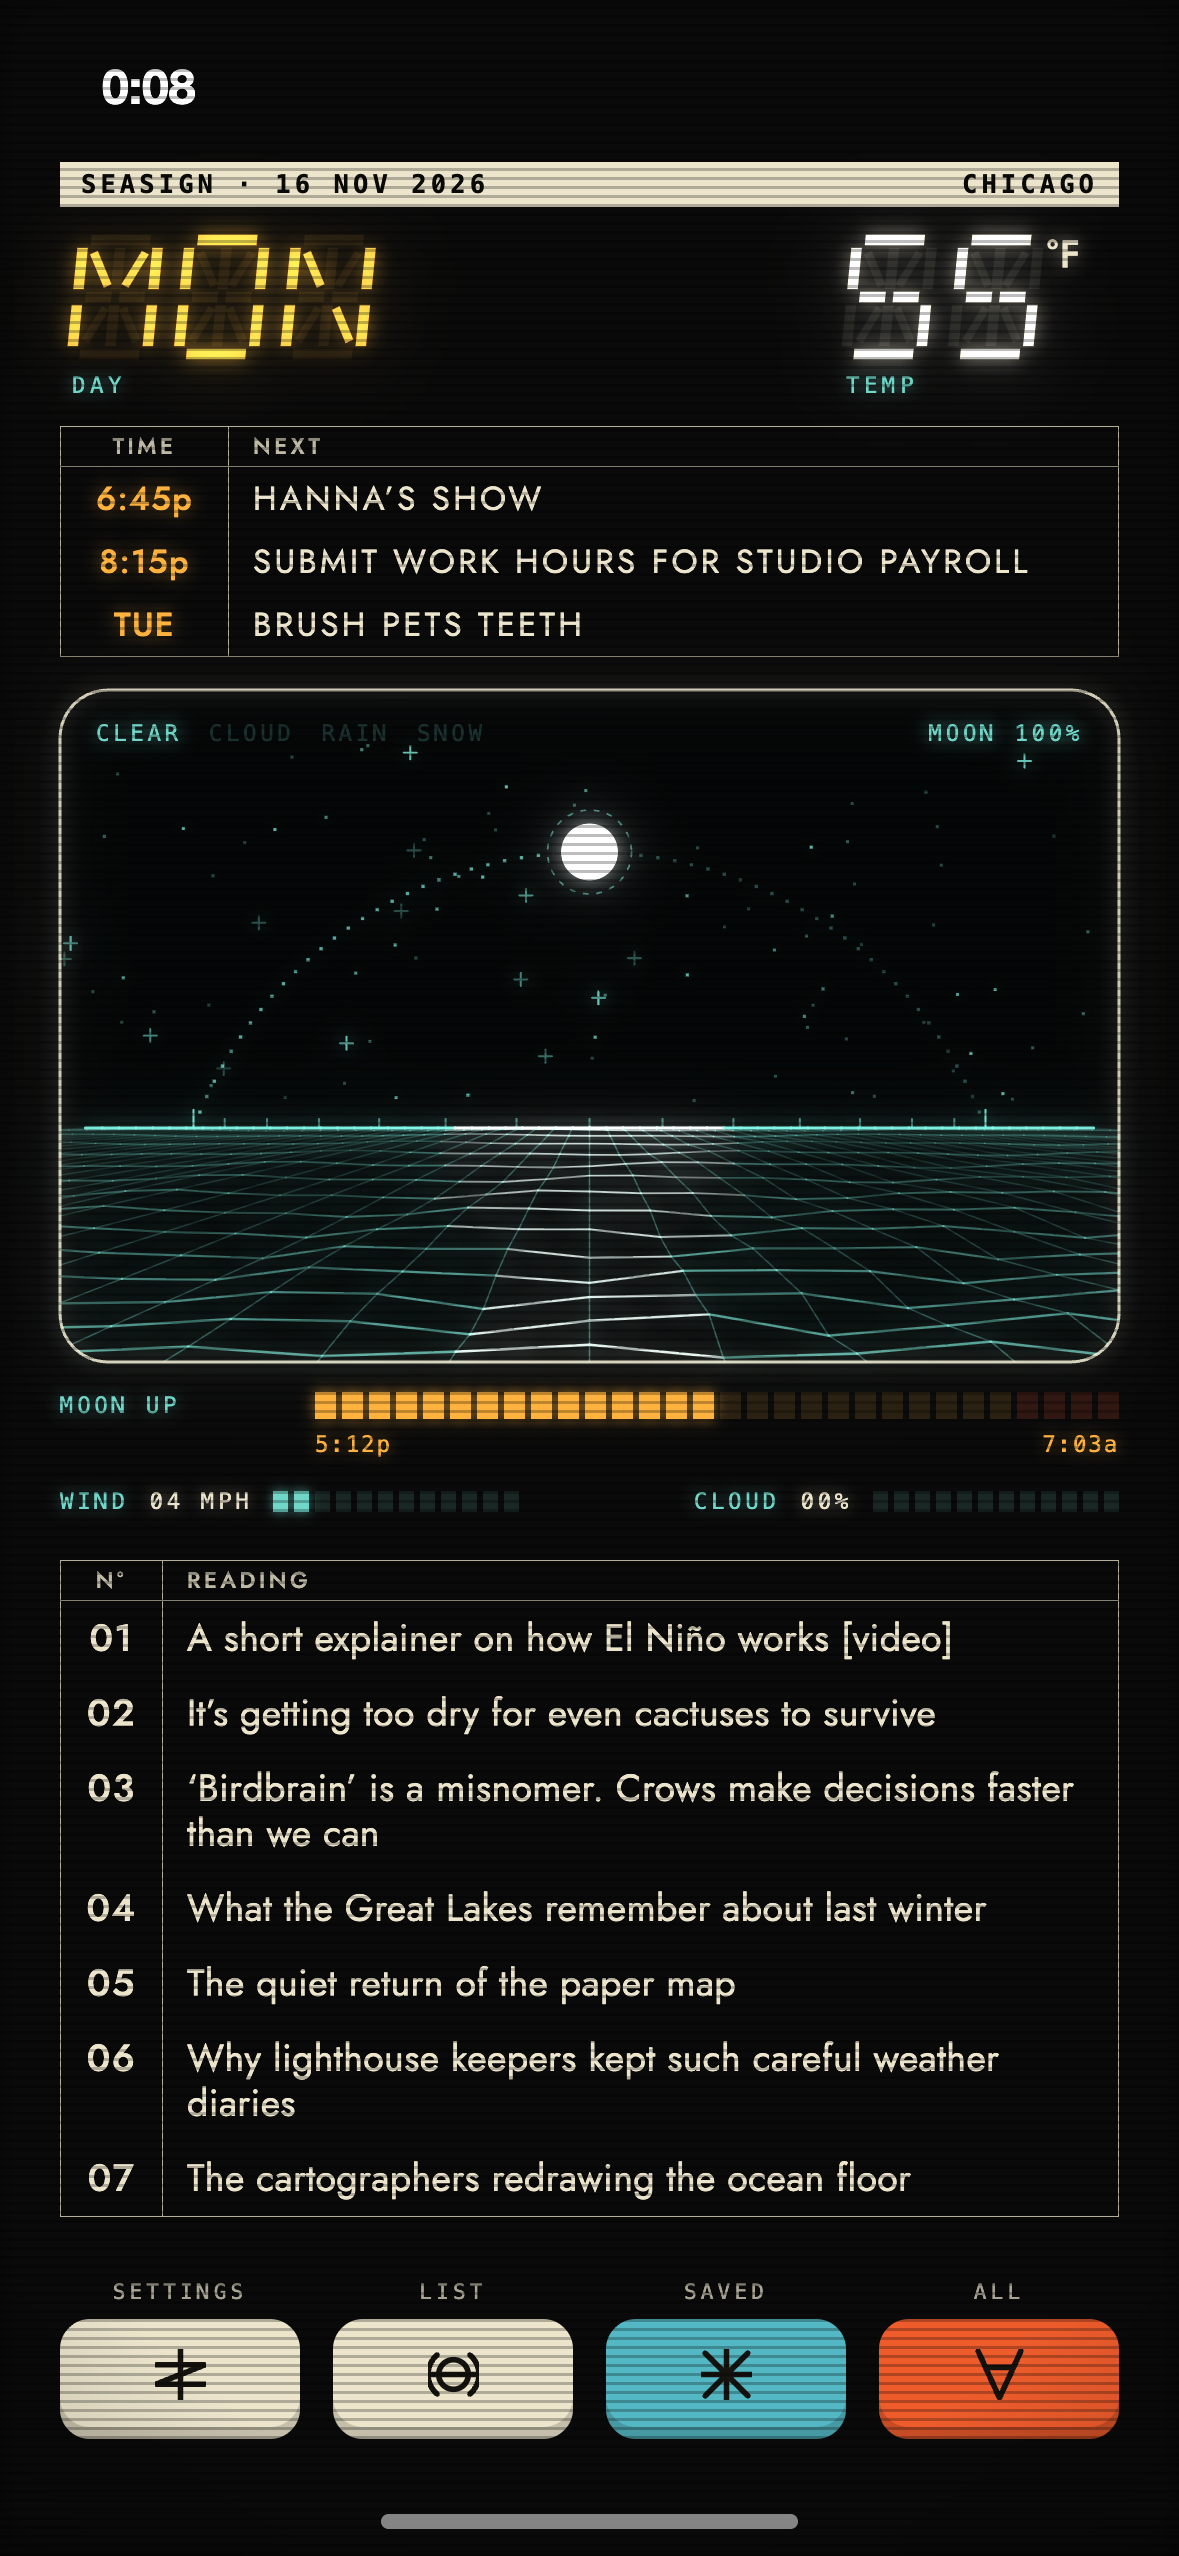 0:08
SEASIGN · 16 NOV 2026 CHICAGO
MON 55 °F
DAY TEMP
TIME NEXT
6:45p HANNA’S SHOW
8:15p SUBMIT WORK HOURS FOR STUDIO PAYROLL
TUE BRUSH PETS TEETH
CLEAR CLOUD RAIN SNOW MOON 100%
MOON UP
5:12p 7:03a
WIND 04 MPH CLOUD 00%
N° READING
01 A short explainer on how El Niño works [video]
02 It’s getting too dry for even cactuses to survive
03 ‘Birdbrain’ is a misnomer. Crows make decisions faster
than we can
04 What the Great Lakes remember about last winter
05 The quiet return of the paper map
06 Why lighthouse keepers kept such careful weather
diaries
07 The cartographers redrawing the ocean floor
SETTINGS LIST SAVED ALL